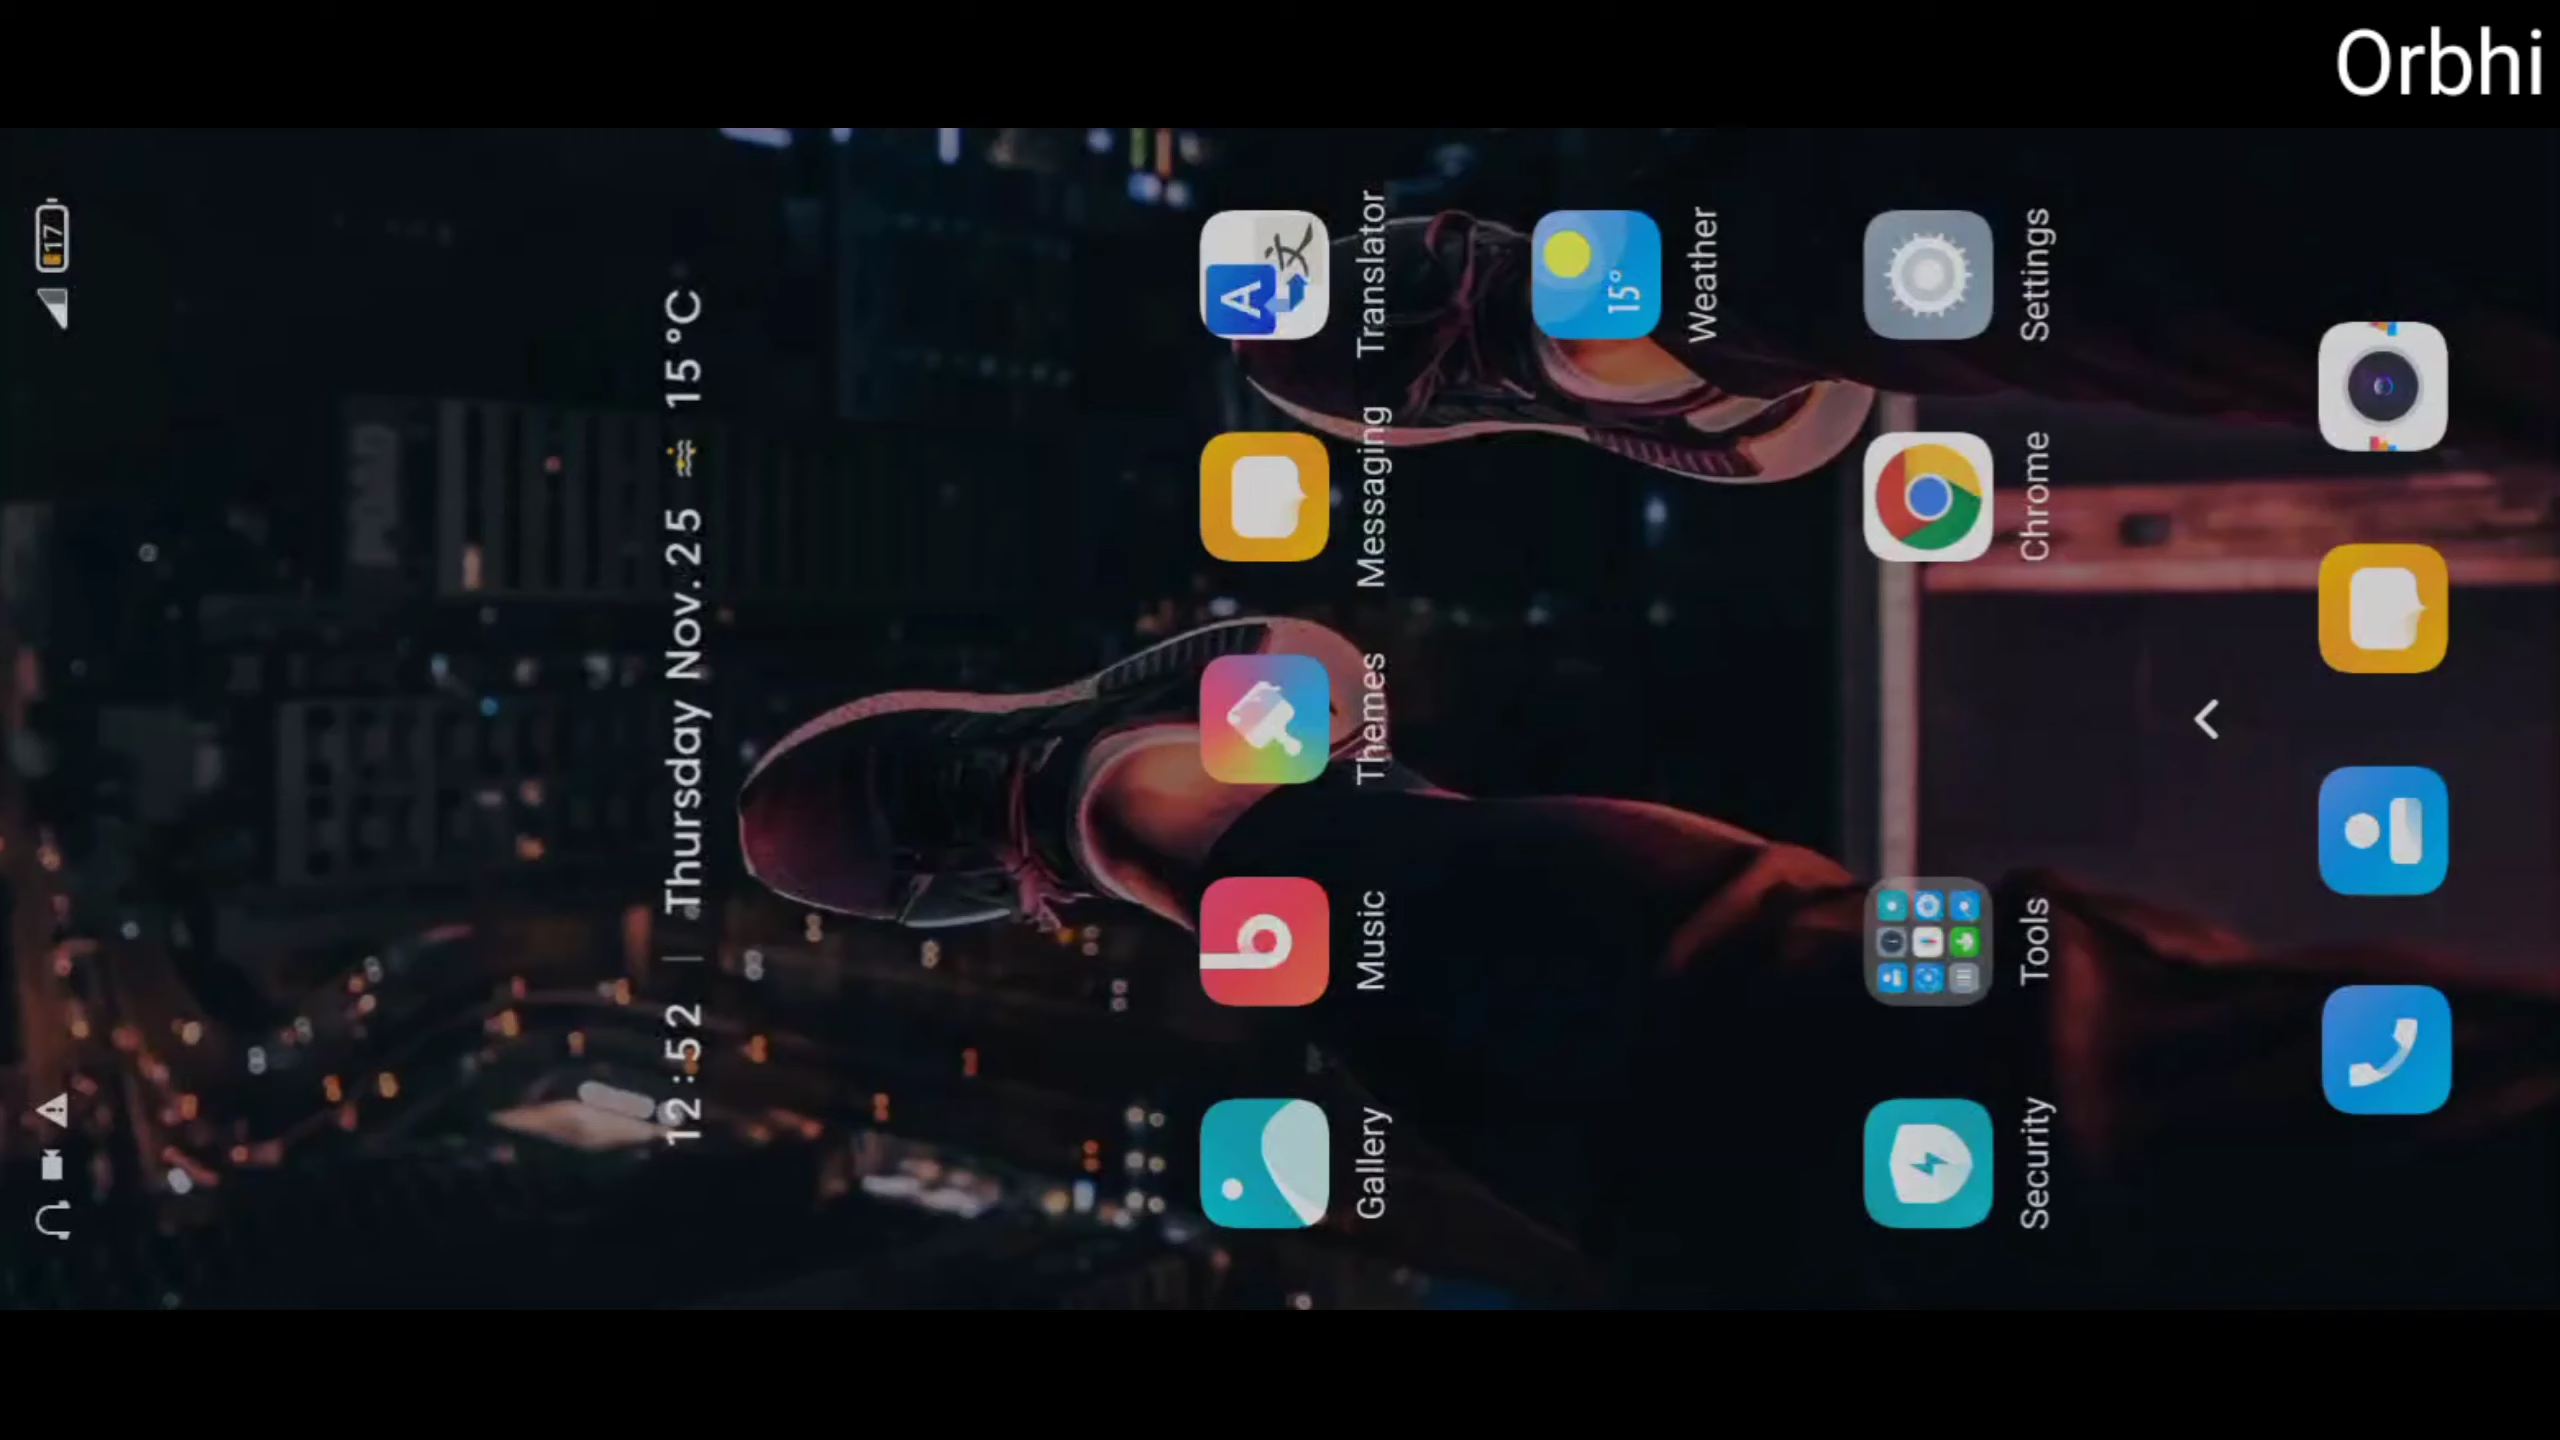 Orbhi
17
12:52 | Thursday Nov.25 15°C
Gallery
Music
Themes
Messaging
Translator
A 文
15°
Weather
Security
Tools
Chrome
Settings